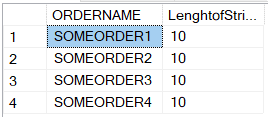 ORDERNAME LenghtofStri...
1 SOMEORDER1 10
2 SOMEORDER2 10
3 SOMEORDER3 10
4 SOMEORDER4 10